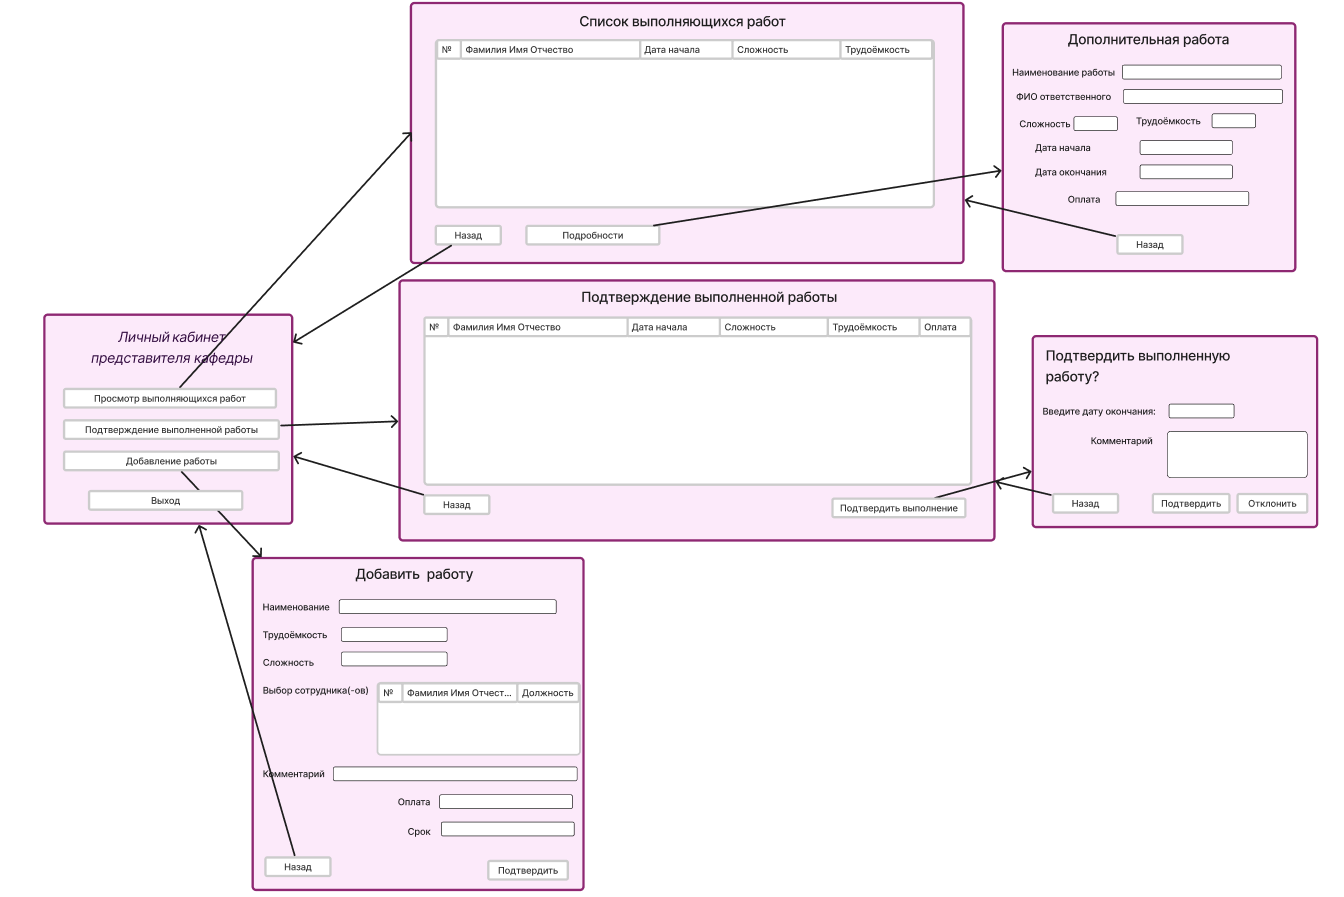 Список выполняющихся работ
№ Фамилия Имя Отчество Дата начала Сложность Трудоёмкость
Назад Подробности
Дополнительная работа
Наименование работы
ФИО ответственного
Сложность Трудоёмкость
Дата начала
Дата окончания
Оплата
Назад
Личный кабинет
представителя кафедры
Просмотр выполняющихся работ
Подтверждение выполненной работы
Добавление работы
Выход
Подтверждение выполненной работы
№ Фамилия Имя Отчество Дата начала Сложность Трудоёмкость Оплата
Назад Подтвердить выполнение
Подтвердить выполненную
работу?
Введите дату окончания:
Комментарий
Назад Подтвердить Отклонить
Добавить работу
Наименование
Трудоёмкость
Сложность
Выбор сотрудника(-ов) № Фамилия Имя Отчест... Должность
Комментарий
Оплата
Срок
Назад Подтвердить